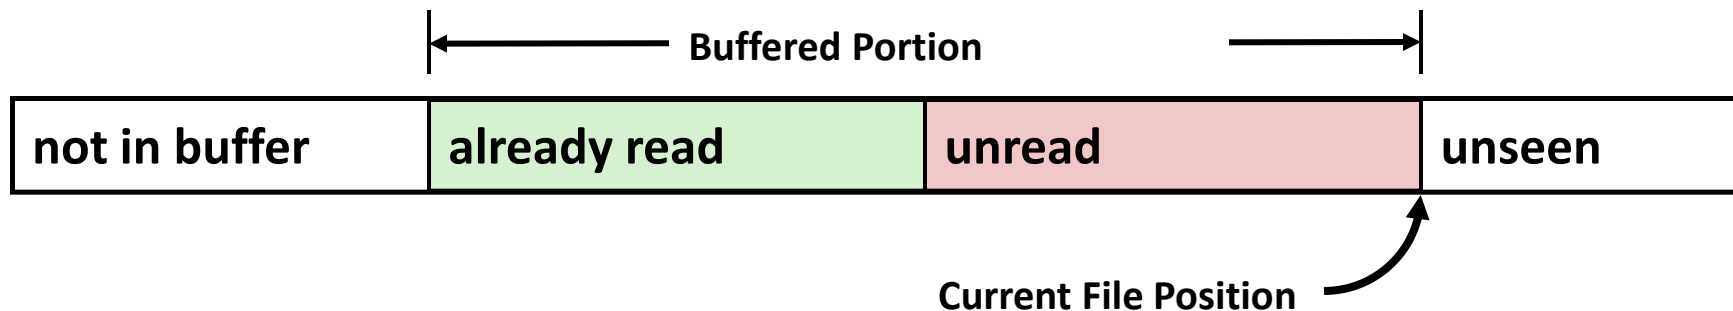 Buffered Portion
not in buffer
already read
unread
unseen
Current File Position